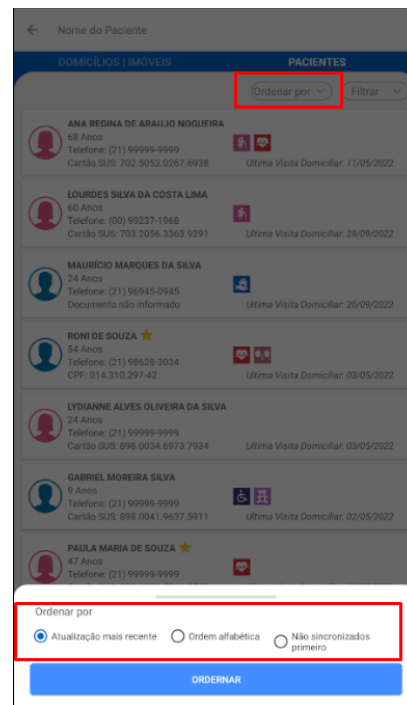 Nome do Paciente
DOMICÍLIOS | IMÓVEIS PACIENTES
Ordenar por Filtrar
ANA REGINA DE ARAUJO NOGUEIRA
68 Anos
Telefone: (21) 99999-9999
Cartão SUS: 702.5053.0267.6938 Ultima Visita Domiciliar: 11/05/2022
LOURDES SILVA DA COSTA LIMA
60 Anos
Telefone: (00) 99237-1968
Cartão SUS: 703.2056.3363.9291 Ultima Visita Domiciliar: 29/09/2022
MAURÍCIO MARQUES DA SILVA
24 Anos
Telefone: (21) 96945-0945
Documento não informado Ultima Visita Domiciliar: 20/09/2022
RONI DE SOUZA
54 Anos
Telefone: (21) 98628-3034
CPF: 014.310.297-42 Ultima Visita Domiciliar: 03/05/2022
LYDIANNE ALVES OLIVEIRA DA SILVA
24 Anos
Telefone: (21) 99999-9999
Cartão SUS: 898.0034.6973.7934 Ultima Visita Domiciliar: 03/05/2022
GABRIEL MOREIRA SILVA
9 Anos
Telefone: (21) 99999-9999
Cartão SUS: 898.0041.9637.5911 Ultima Visita Domiciliar: 02/05/2022
PAULA MARIA DE SOUZA
47 Anos
Telefone: (21) 99999-9999
Ordenar por
Atualização mais recente Ordem alfabética Não sincronizados
primeiro
ORDERNAR